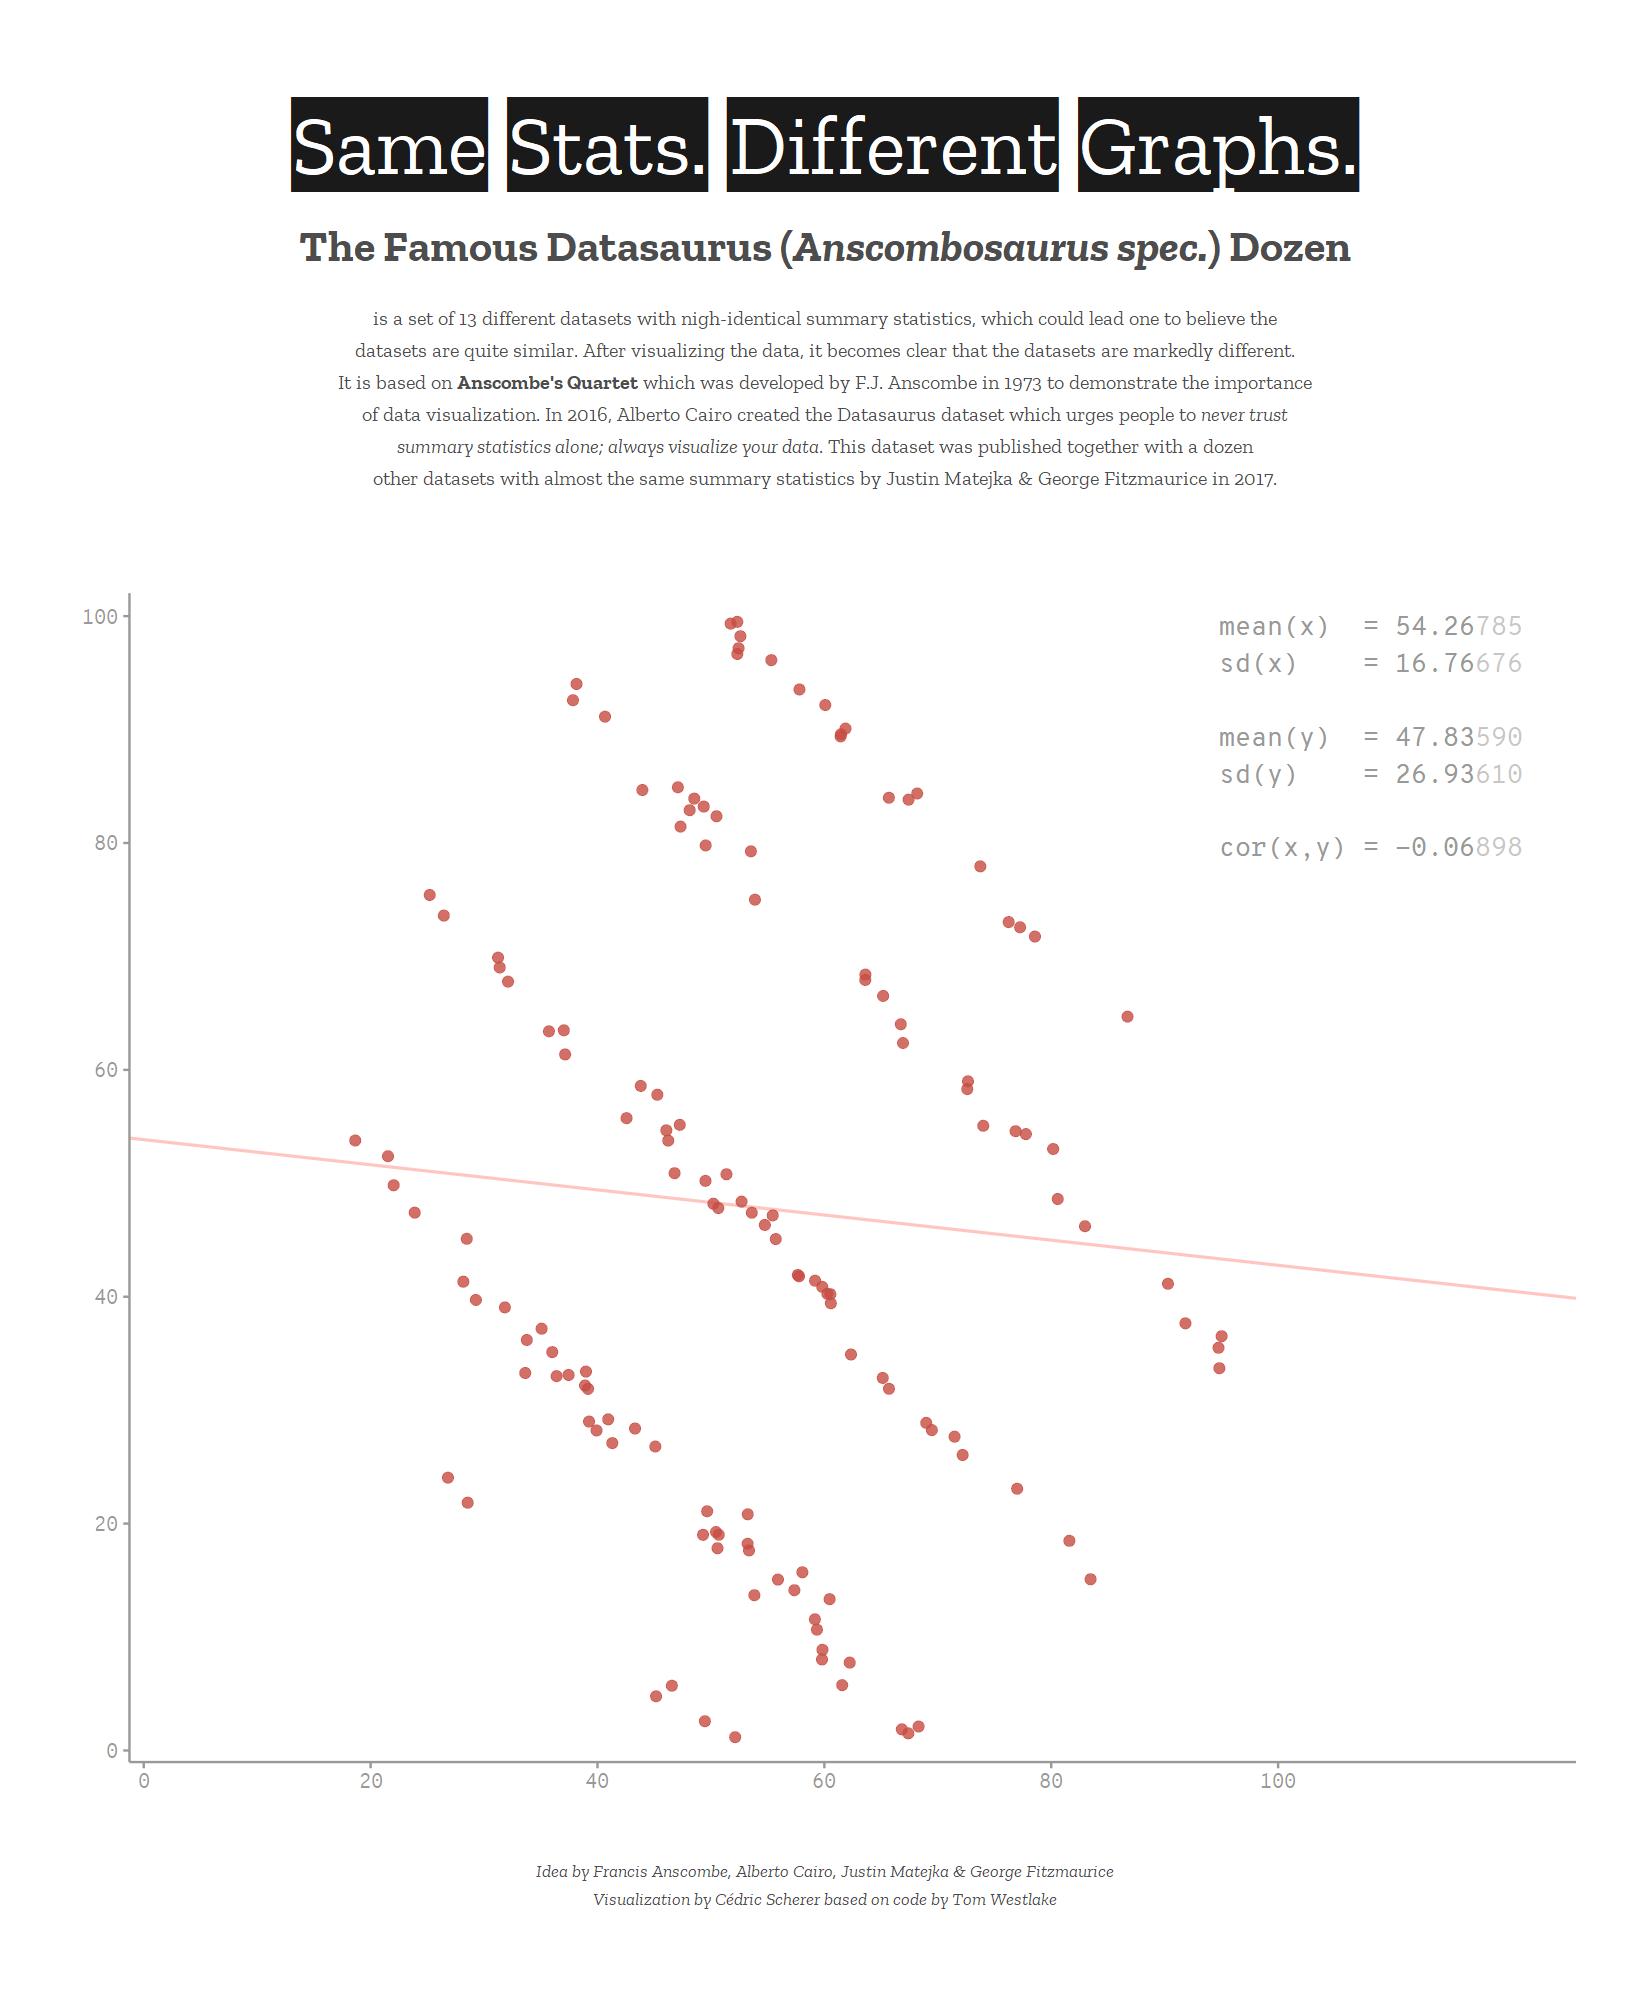 Same Stats. Different Graphs.
The Famous Datasaurus (Anscombosaurus spec.) Dozen
is a set of 13 different datasets with nigh-identical summary statistics, which could lead one to believe the
datasets are quite similar. After visualizing the data, it becomes clear that the datasets are markedly different.
It is based on Anscombe's Quartet which was developed by F.J. Anscombe in 1973 to demonstrate the importance
of data visualization. In 2016, Alberto Cairo created the Datasaurus dataset which urges people to never trust
summary statistics alone; always visualize your data. This dataset was published together with a dozen
other datasets with almost the same summary statistics by Justin Matejka & George Fitzmaurice in 2017.
mean(x) = 54.26785
sd(x) = 16.76676
mean(y) = 47.83590
sd(y) = 26.93610
cor(x,y) = −0.06898
100
80
60
40
20
0
0 20 40 60 80 100
Idea by Francis Anscombe, Alberto Cairo, Justin Matejka & George Fitzmaurice
Visualization by Cédric Scherer based on code by Tom Westlake